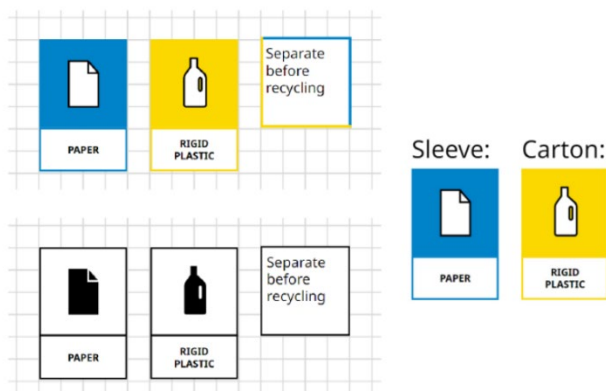 Separate
before
recycling
PAPER
RIGID
PLASTIC
Sleeve:
Carton:
PAPER
RIGID
PLASTIC
Separate
before
recycling
PAPER
RIGID
PLASTIC